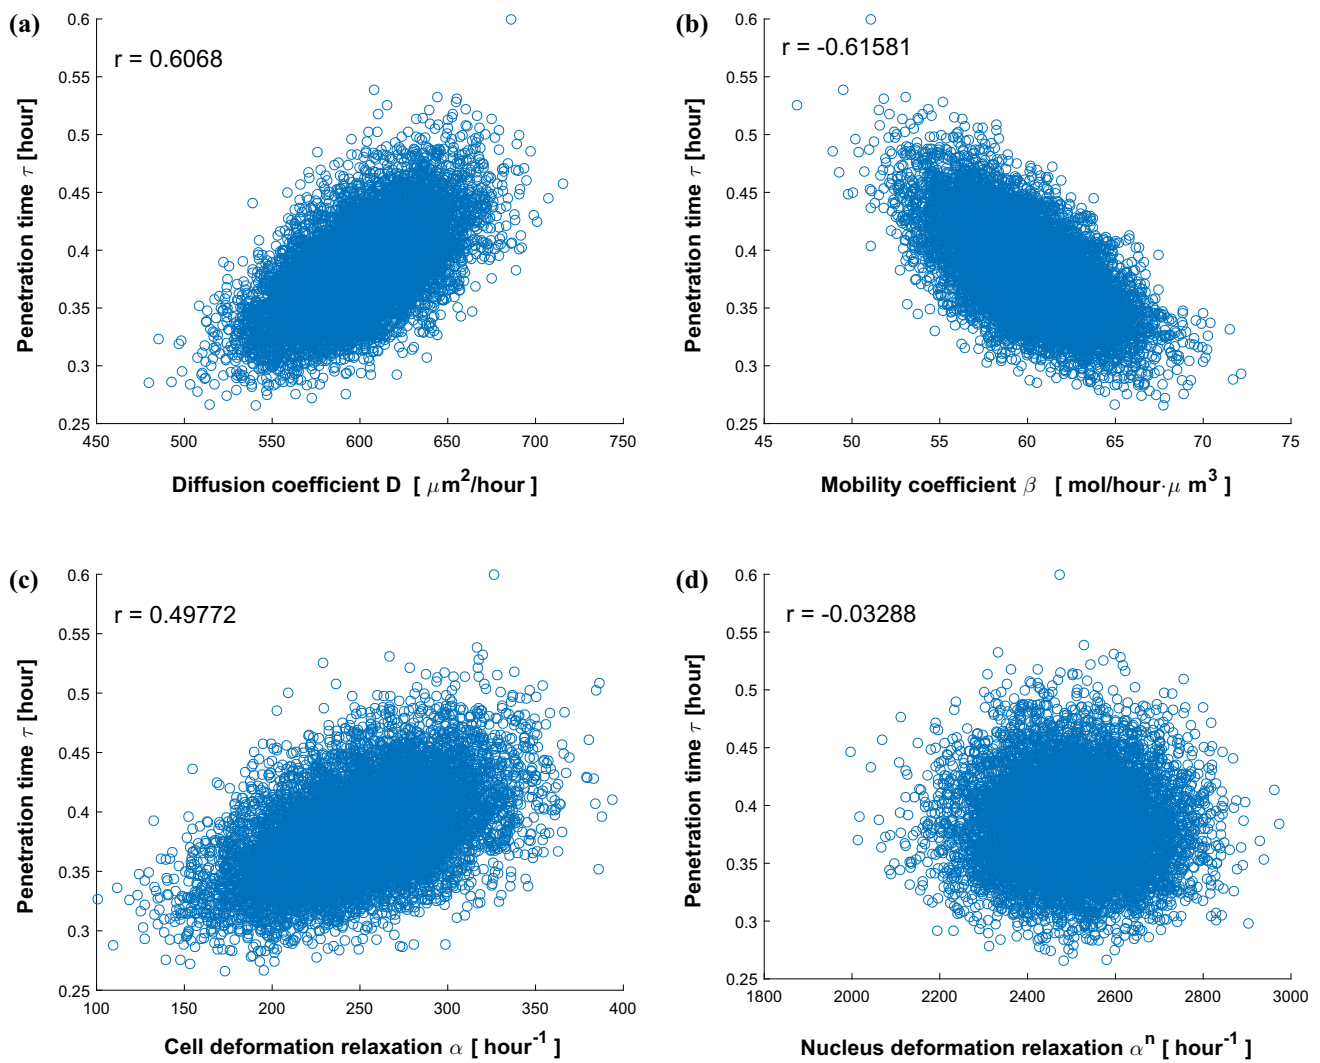 (a)
r = 0.6068
Penetration time τ [hour]
0.6
0.55
0.5
0.45
0.4
0.35
0.3
0.25
450 500 550 600 650 700 750
Diffusion coefficient D [ μm²/hour ]
(b)
r = -0.61581
Penetration time τ [hour]
0.6
0.55
0.5
0.45
0.4
0.35
0.3
0.25
45 50 55 60 65 70 75
Mobility coefficient β [ mol/hour·μ m³ ]
(c)
r = 0.49772
Penetration time τ [hour]
0.6
0.55
0.5
0.45
0.4
0.35
0.3
0.25
100 150 200 250 300 350 400
Cell deformation relaxation α [ hour⁻¹ ]
(d)
r = -0.03288
Penetration time τ [hour]
0.6
0.55
0.5
0.45
0.4
0.35
0.3
0.25
1800 2000 2200 2400 2600 2800 3000
Nucleus deformation relaxation αⁿ [ hour⁻¹ ]